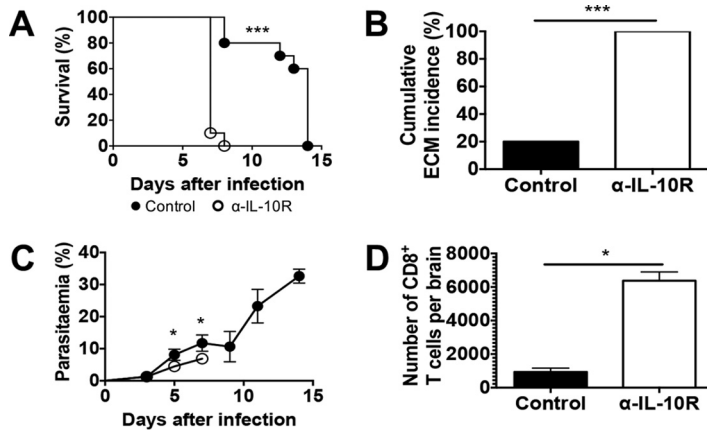 A
Survival (%)
100
80
60
40
20
0
***
0 5 10 15
Days after infection
Control α-IL-10R
B
Cumulative
ECM incidence (%)
100
80
60
40
20
0
***
Control α-IL-10R
C
Parasitaemia (%)
40
30
20
10
0
* *
0 5 10 15
Days after infection
D
Number of CD8⁺
T cells per brain
8000
6000
4000
2000
0
*
Control α-IL-10R